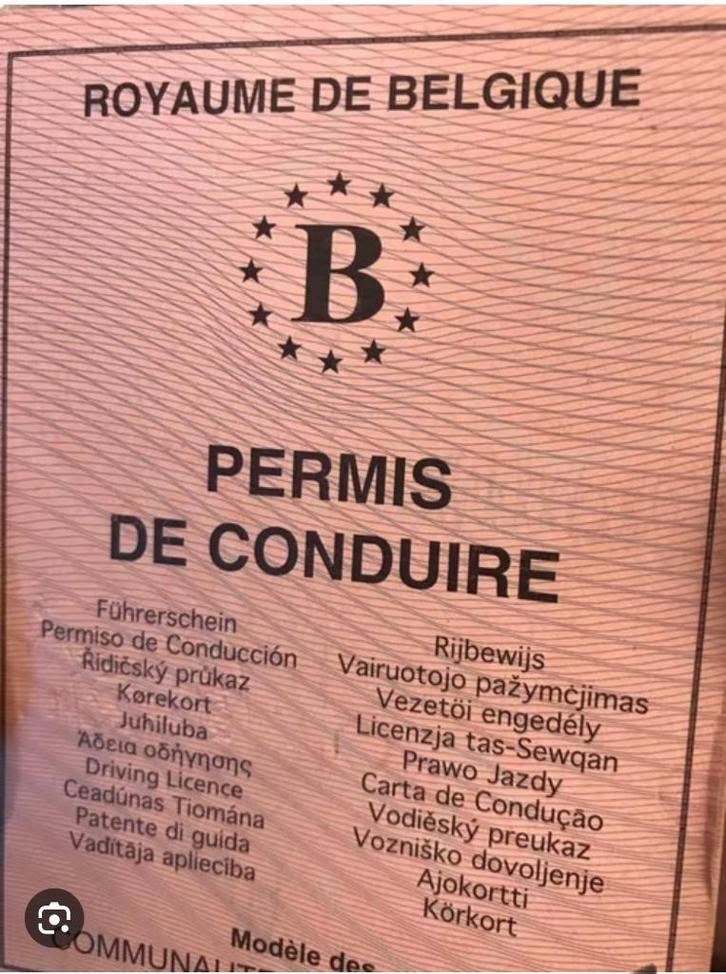 ROYAUME DE BELGIQUE
B
PERMIS
DE CONDUIRE
Führerschein
Permiso de Conducción
Řidičský průkaz
Kørekort
Juhiluba
Άδεια οδήγησης
Driving Licence
Ceadúnas Tiomána
Patente di guida
Vadītāja apliecība
Rijbewijs
Vairuotojo pažymėjimas
Vezetöi engedély
Licenzja tas-Sewqan
Prawo Jazdy
Carta de Condução
Vodičský preukaz
Vozniško dovoljenje
Ajokortti
Körkort
Modèle des